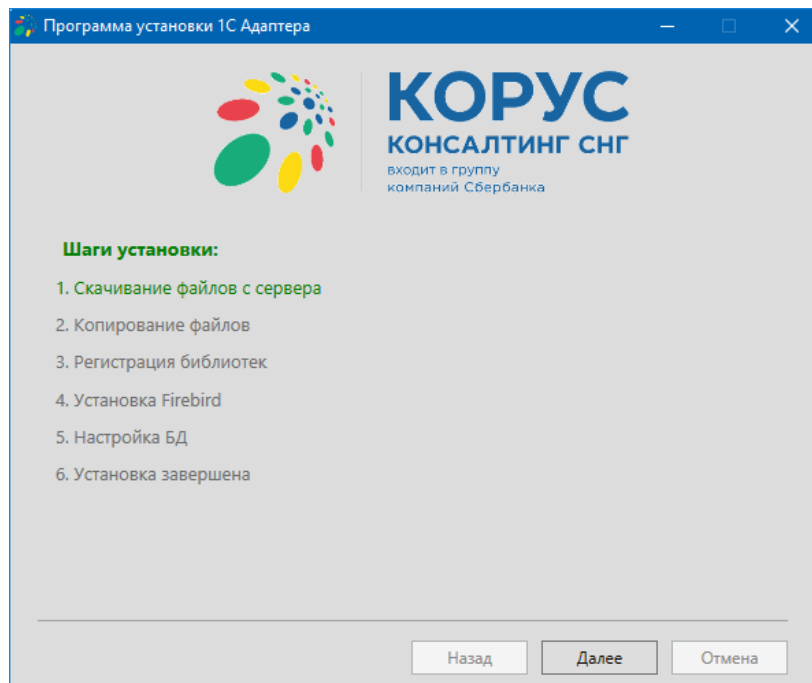 Программа установки 1С Адаптера
КОРУС
КОНСАЛТИНГ СНГ
входит в группу
компаний Сбербанка
Шаги установки:
1. Скачивание файлов с сервера
2. Копирование файлов
3. Регистрация библиотек
4. Установка Firebird
5. Настройка БД
6. Установка завершена
Назад Далее Отмена